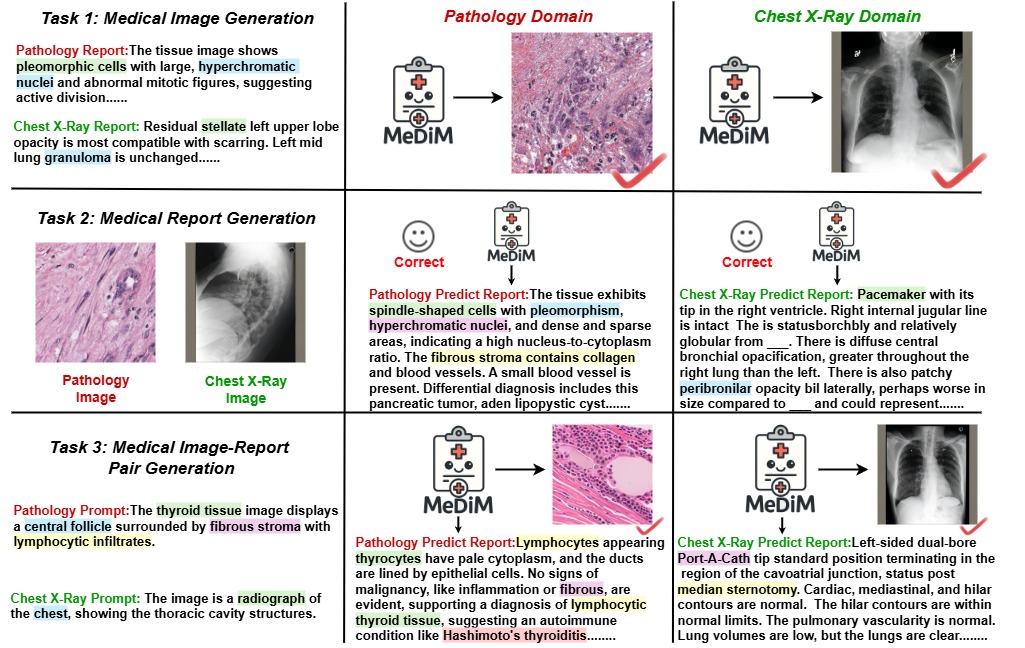 Task 1: Medical Image Generation
Pathology Report:The tissue image shows
pleomorphic cells with large, hyperchromatic
nuclei and abnormal mitotic figures, suggesting
active division......
Chest X-Ray Report: Residual stellate left upper lobe
opacity is most compatible with scarring. Left mid
lung granuloma is unchanged......
Pathology Domain
MeDiM
Chest X-Ray Domain
MeDiM
Task 2: Medical Report Generation
Pathology
Image
Chest X-Ray
Image
Correct
MeDiM
Pathology Predict Report:The tissue exhibits
spindle-shaped cells with pleomorphism,
hyperchromatic nuclei, and dense and sparse
areas, indicating a high nucleus-to-cytoplasm
ratio. The fibrous stroma contains collagen
and blood vessels. A small blood vessel is
present. Differential diagnosis includes this
pancreatic tumor, aden lipopystic cyst.......
Correct
MeDiM
Chest X-Ray Predict Report: Pacemaker with its
tip in the right ventricle. Right internal jugular line
is intact The is statusborchbly and relatively
globular from ___. There is diffuse central
bronchial opacification, greater throughout the
right lung than the left. There is also patchy
peribronilar opacity bil laterally, perhaps worse in
size compared to ___ and could represent.......
Task 3: Medical Image-Report
Pair Generation
Pathology Prompt:The thyroid tissue image displays
a central follicle surrounded by fibrous stroma with
lymphocytic infiltrates.
Chest X-Ray Prompt: The image is a radiograph of
the chest, showing the thoracic cavity structures.
MeDiM
Pathology Predict Report:Lymphocytes appearing
thyrocytes have pale cytoplasm, and the ducts
are lined by epithelial cells. No signs of
malignancy, like inflammation or fibrous, are
evident, supporting a diagnosis of lymphocytic
thyroid tissue, suggesting an autoimmune
condition like Hashimoto's thyroiditis........
MeDiM
Chest X-Ray Predict Report:Left-sided dual-bore
Port-A-Cath tip standard position terminating in the
region of the cavoatrial junction, status post
median sternotomy. Cardiac, mediastinal, and hilar
contours are normal. The hilar contours are within
normal limits. The pulmonary vascularity is normal.
Lung volumes are low, but the lungs are clear........